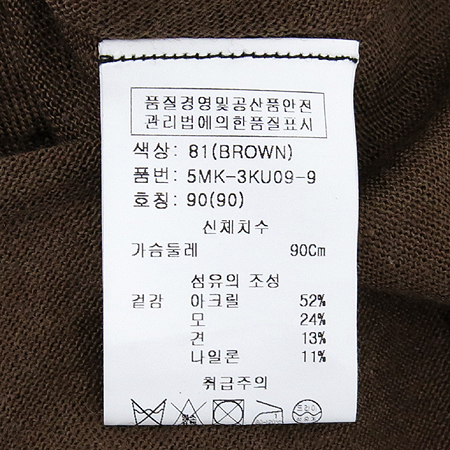 품질경영및공산품안전
관리법에의한품질표시
색상: 81(BROWN)
품번: 5MK-3KU09-9
호칭: 90(90)
신체치수
가슴둘레 90Cm
섬유의 조성
겉감 아크릴 52%
모 24%
견 13%
나일론 11%
취급주의
드라이